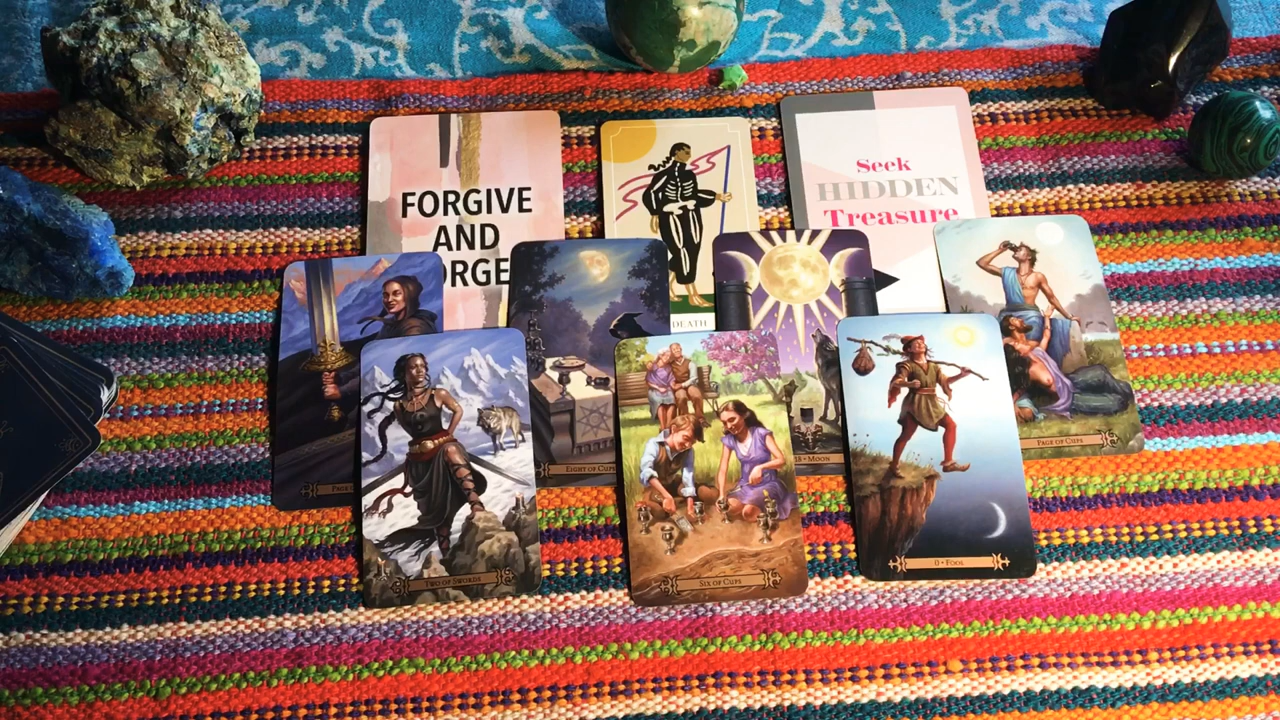 FORGIVE
AND
ORGE
DEATH
Seek
HIDDEN
Treasure
PAGE
EIGHT OF CUPS
18 • MOON
PAGE OF CUPS
TWO OF SWORDS
SIX OF CUPS
0 • FOOL